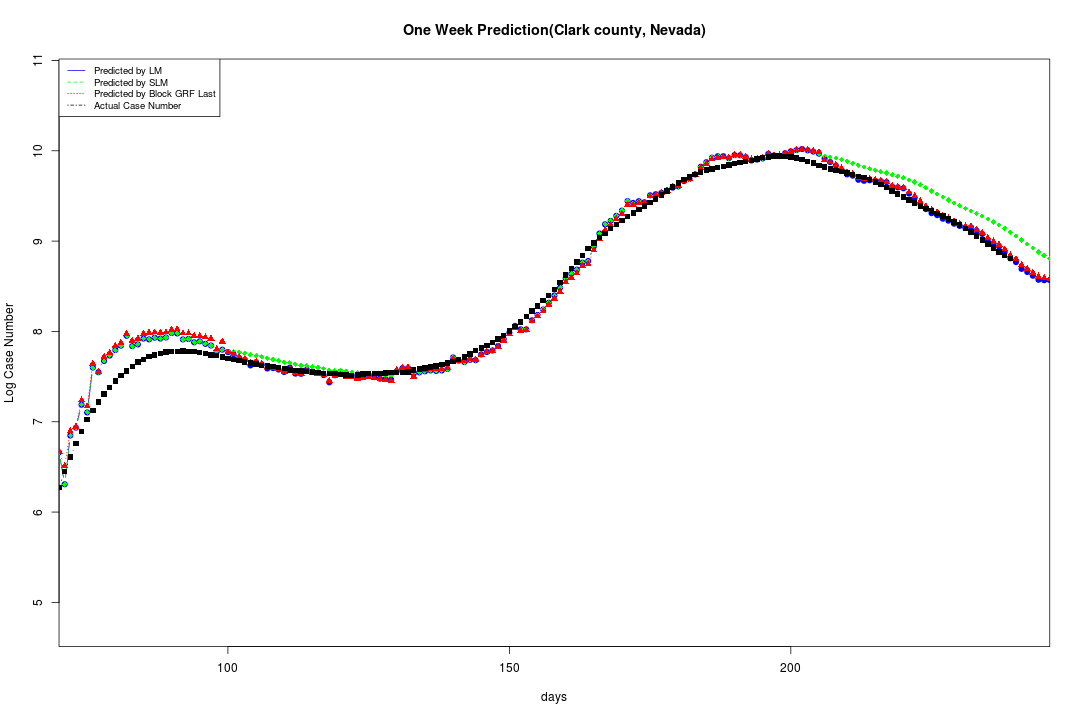 One Week Prediction(Clark county, Nevada)
Predicted by LM
Predicted by SLM
Predicted by Block GRF Last
Actual Case Number
Log Case Number
11
10
9
8
7
6
5
100 150 200
days